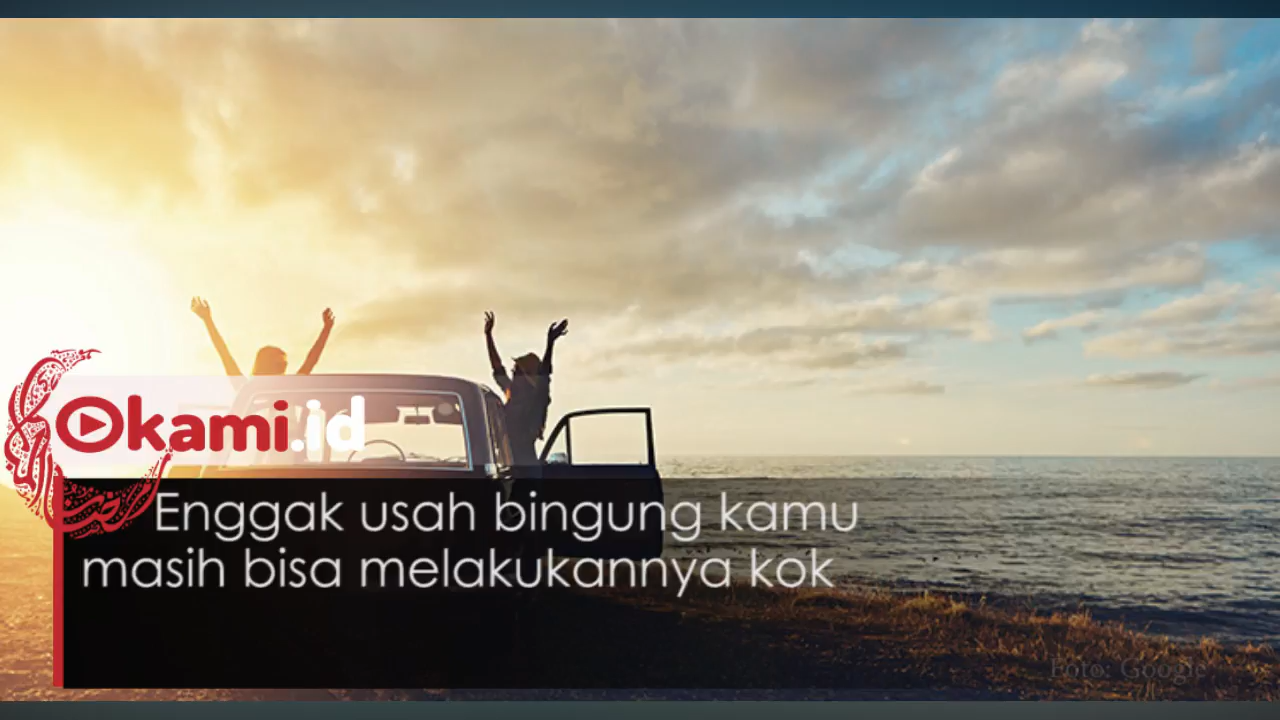 Okami.id
Enggak usah bingung kamu
masih bisa melakukannya kok
Foto: Google